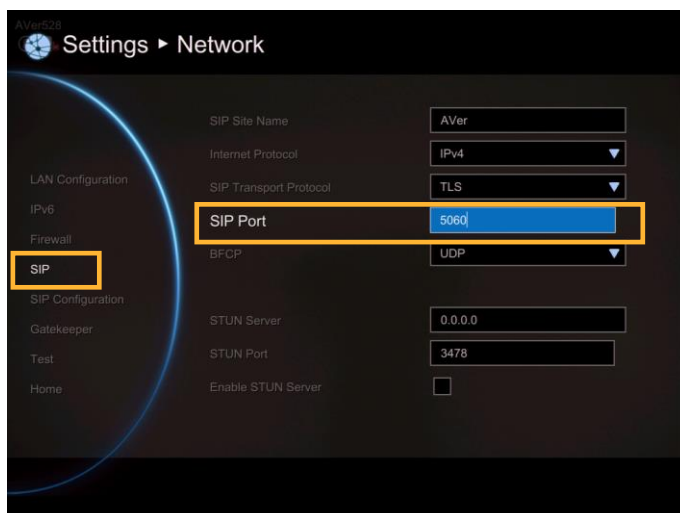 AVer528
Settings ► Network
SIP Site Name AVer
Internet Protocol IPv4
LAN Configuration
SIP Transport Protocol TLS
IPv6
SIP Port 5060
Firewall
BFCP UDP
SIP
SIP Configuration
STUN Server 0.0.0.0
Gatekeeper
STUN Port 3478
Test
Enable STUN Server
Home